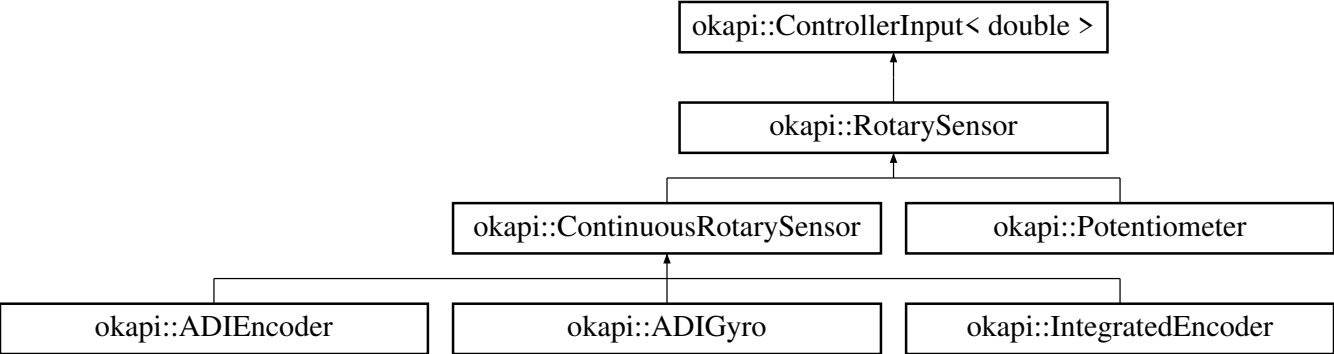 okapi::ControllerInput< double >
okapi::RotarySensor
okapi::ContinuousRotarySensor
okapi::Potentiometer
okapi::ADIEncoder
okapi::ADIGyro
okapi::IntegratedEncoder